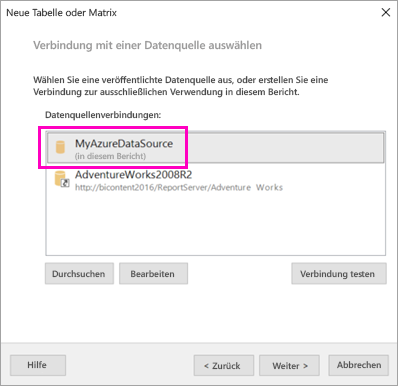 Neue Tabelle oder Matrix
Verbindung mit einer Datenquelle auswählen
Wählen Sie eine veröffentlichte Datenquelle aus, oder erstellen Sie eine
Verbindung zur ausschließlichen Verwendung in diesem Bericht.
Datenquellenverbindungen:
MyAzureDataSource
(in diesem Bericht)
AdventureWorks2008R2
http://bicontent2016/ReportServer/Adventure Works
Durchsuchen Bearbeiten Verbindung testen
Hilfe < Zurück Weiter > Abbrechen